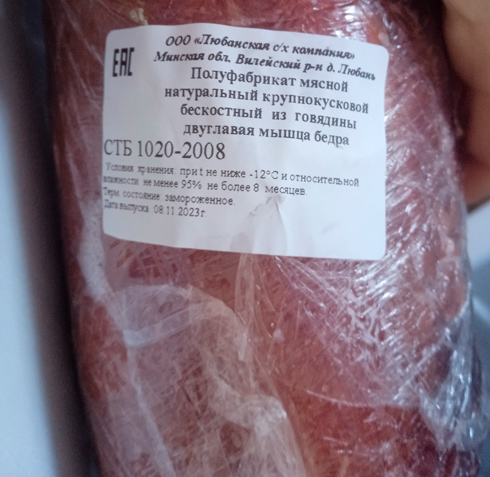 ООО «Любанская с/х компания»
Минская обл. Вилейский р-н д. Любань
EAC
Полуфабрикат мясной
натуральный крупнокусковой
бескостный из говядины
двуглавая мышца бедра
СТБ 1020-2008
Условия хранения: при t не ниже -12°С и относительной
влажности не менее 95% не более 8 месяцев
Терм. состояние замороженное.
Дата выпуска 08.11.2023г.